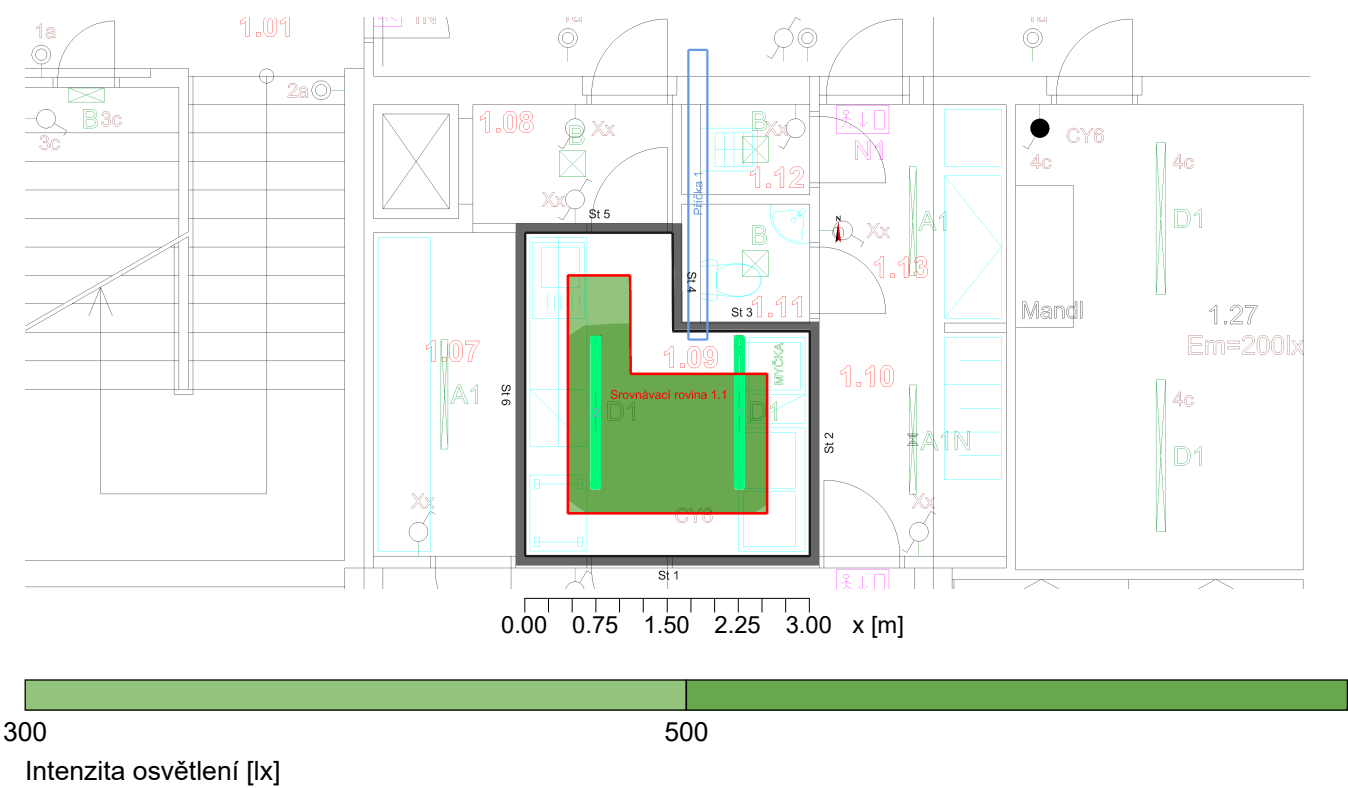 1a
1.01
1N
2a
B
3c
3c
1.08
B
Xx
Xx
B
Xx
1.12
N1
CY6
4c
4c
D1
Příčka 1
St 5
B
Xx
A1
1.13
St 4
St 3
1.11
Mandl
1.27
Em=200lx
1.07
1.09
MYČKA
1.10
A1
St 6
Srovnávací rovina 1.1
D1
D1
4c
St 2
A1N
D1
Xx
CY6
Xx
St 1
0.00 0.75 1.50 2.25 3.00 x [m]
300 500
Intenzita osvětlení [lx]